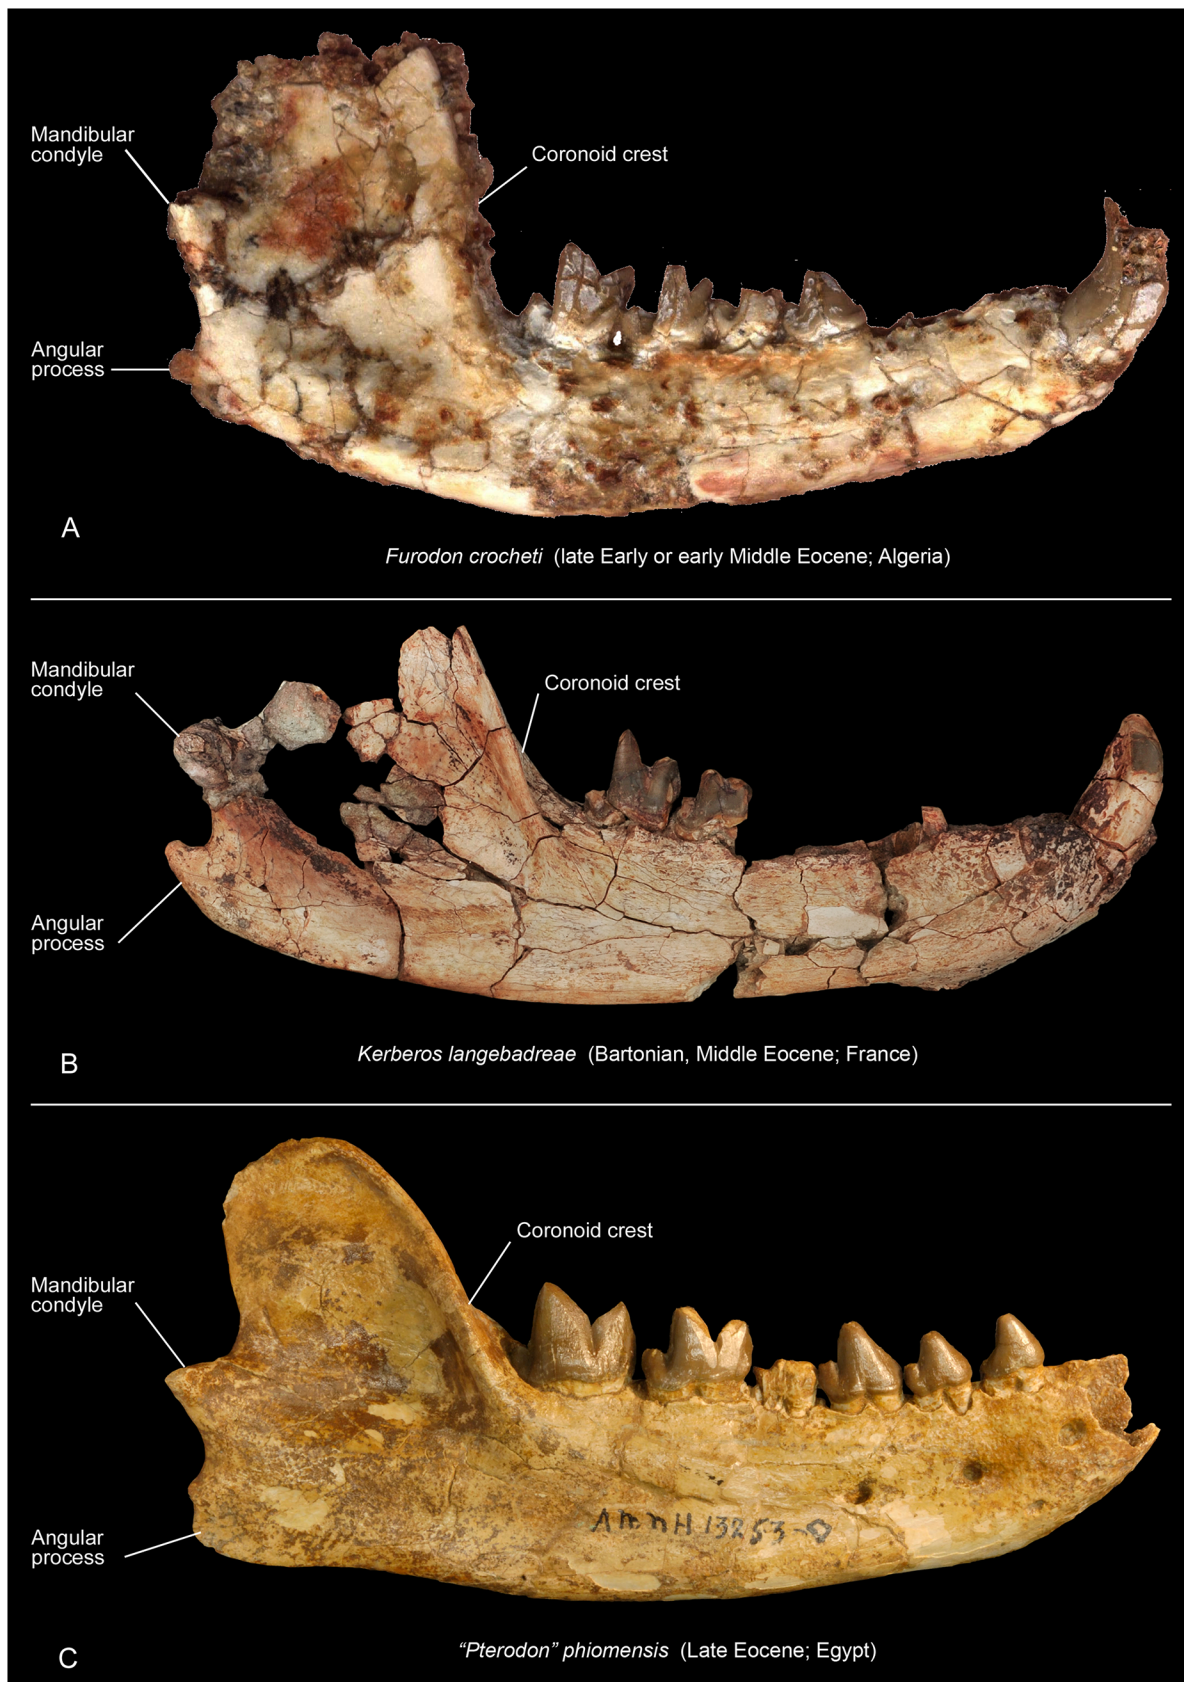 Mandibular
condyle
Coronoid crest
Angular
process
A
Furodon crocheti (late Early or early Middle Eocene; Algeria)
Mandibular
condyle
Coronoid crest
Angular
process
B
Kerberos langebadreae (Bartonian, Middle Eocene; France)
Coronoid crest
Mandibular
condyle
AmnH 13253
Angular
process
C
“Pterodon” phiomensis (Late Eocene; Egypt)